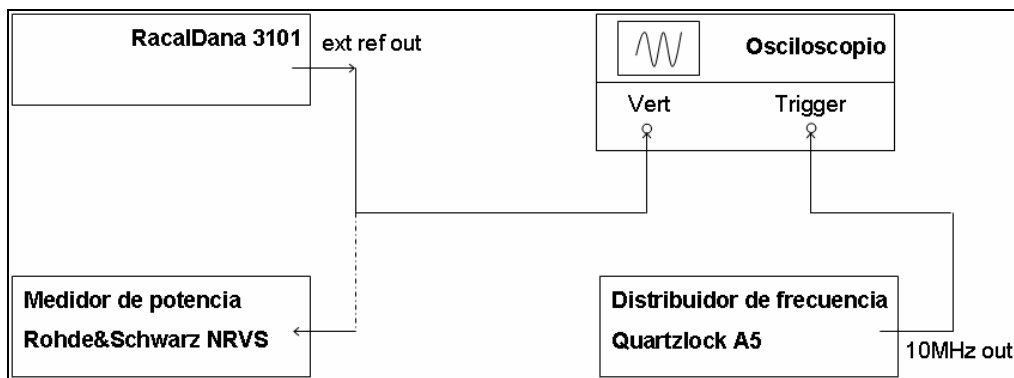 RacalDana 3101
ext ref out
Osciloscopio
Vert Trigger
Medidor de potencia
Rohde&Schwarz NRVS
Distribuidor de frecuencia
Quartzlock A5
10MHz out